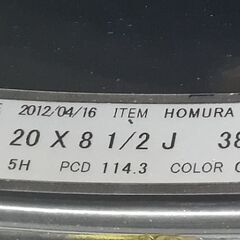 2012/04/16 ITEM HOMURA
20 X 8 1/2 J 38
5H PCD 114.3 COLOR